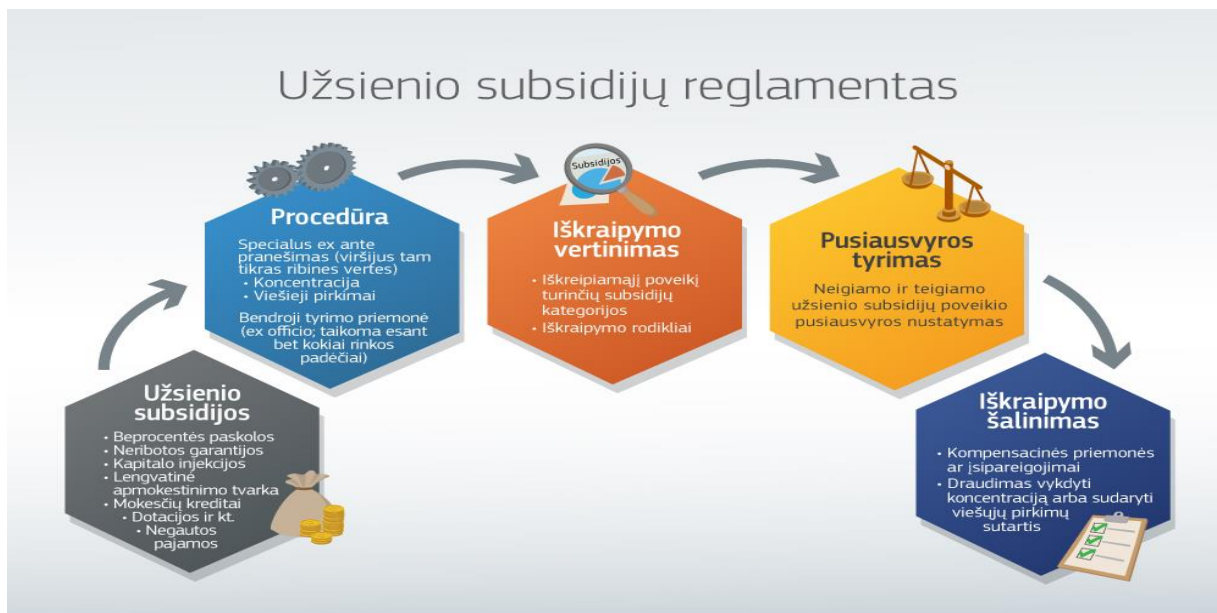 Užsienio subsidijų reglamentas
Užsienio
subsidijos
• Beprocentės paskolos
• Neribotos garantijos
• Kapitalo injekcijos
• Lengvatinė
apmokestinimo tvarka
• Mokesčių kreditai
• Dotacijos ir kt.
• Negautos
pajamos
Procedūra
Specialus ex ante
pranešimas (viršijus tam
tikras ribines vertes)
• Koncentracija
• Viešieji pirkimai
Bendroji tyrimo priemonė
(ex officio; taikoma esant
bet kokiai rinkos
padėčiai)
Subsidijos
Iškraipymo
vertinimas
• Iškreipiamąjį poveikį
turinčių subsidijų
kategorijos
• Iškraipymo rodikliai
Pusiausvyros
tyrimas
Neigiamo ir teigiamo
užsienio subsidijų poveikio
pusiausvyros nustatymas
Iškraipymo
šalinimas
• Kompensacinės priemonės
ar įsipareigojimai
• Draudimas vykdyti
koncentraciją arba sudaryti
viešųjų pirkimų
sutartis